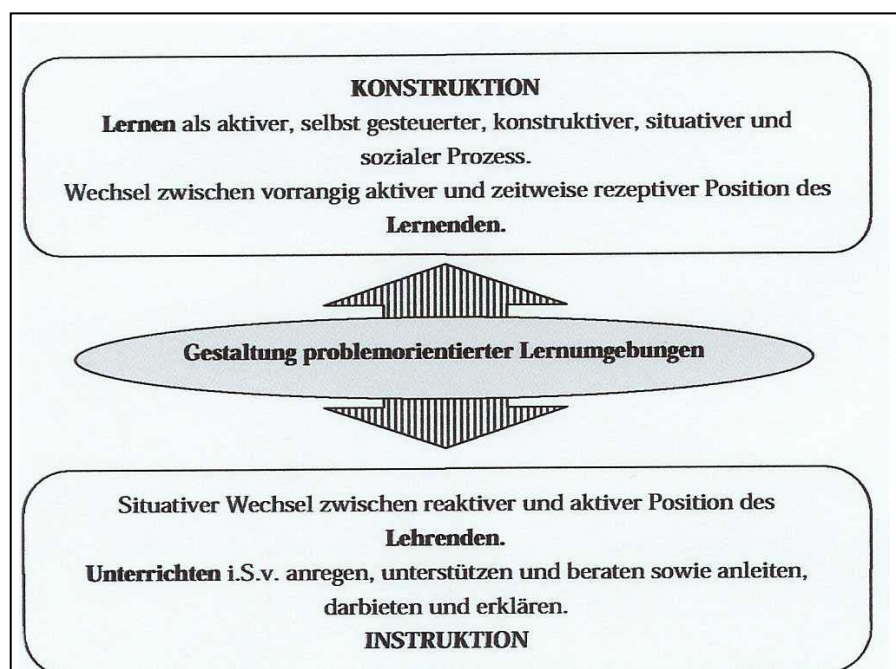 KONSTRUKTION
Lernen als aktiver, selbst gesteuerter, konstruktiver, situativer und
sozialer Prozess.
Wechsel zwischen vorrangig aktiver und zeitweise rezeptiver Position des
Lernenden.
Gestaltung problemorientierter Lernumgebungen
Situativer Wechsel zwischen reaktiver und aktiver Position des
Lehrenden.
Unterrichten i.S.v. anregen, unterstützen und beraten sowie anleiten,
darbieten und erklären.
INSTRUKTION